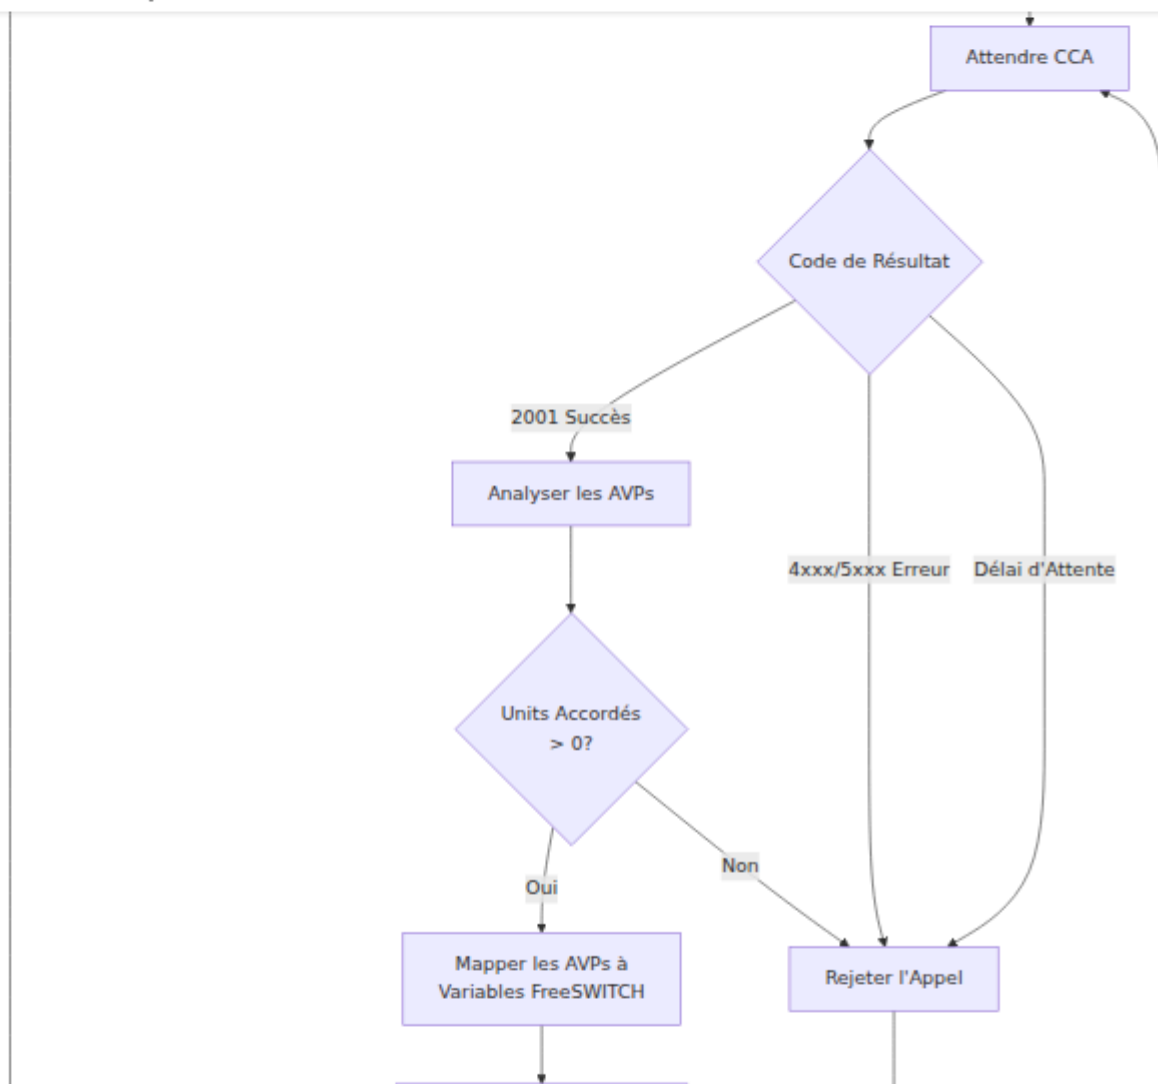 Attendre CCA
Code de Résultat
2001 Succès
Analyser les AVPs
4xxx/5xxx Erreur
Délai d'Attente
Units Accordés
> 0?
Non
Oui
Mapper les AVPs à
Variables FreeSWITCH
Rejeter l'Appel